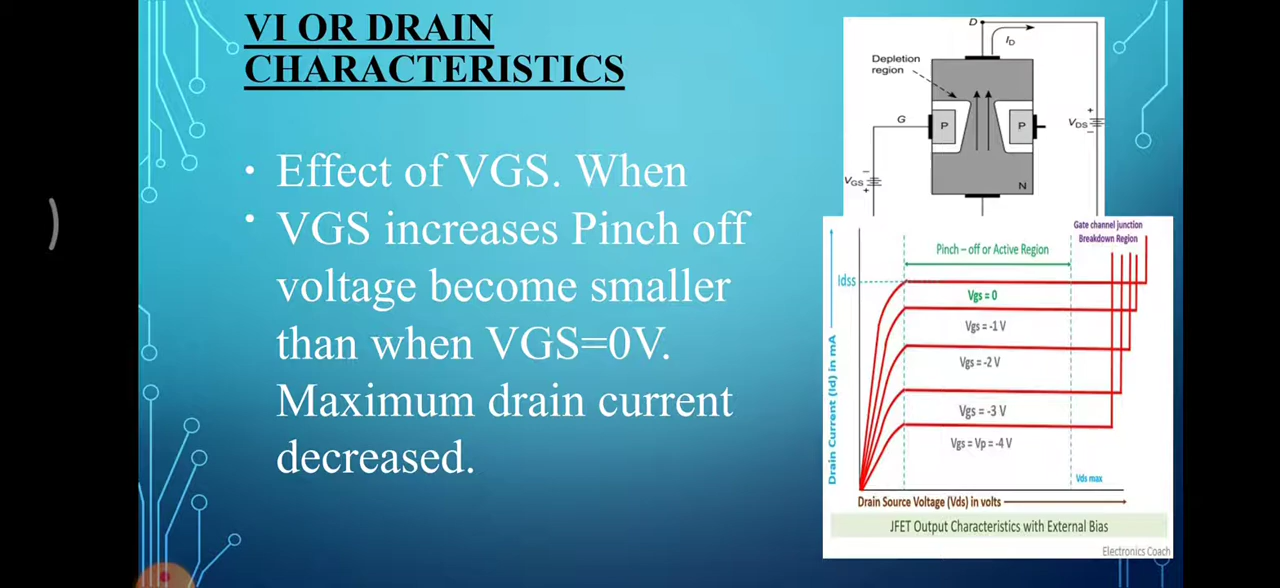 VI OR DRAIN
CHARACTERISTICS
• Effect of VGS. When
• VGS increases Pinch off
voltage become smaller
than when VGS=0V.
Maximum drain current
decreased.
D
ID
Depletion
region
G
P
P
VDS
+
−
VGS
−
+
N
Gate channel junction
Breakdown Region
Pinch – off or Active Region
Idss
Vgs = 0
Vgs = -1 V
Vgs = -2 V
Vgs = -3 V
Vgs = Vp = -4 V
Drain Current (Id) in mA
Vds max
Drain Source Voltage (Vds) in volts
JFET Output Characteristics with External Bias
Electronics Coach